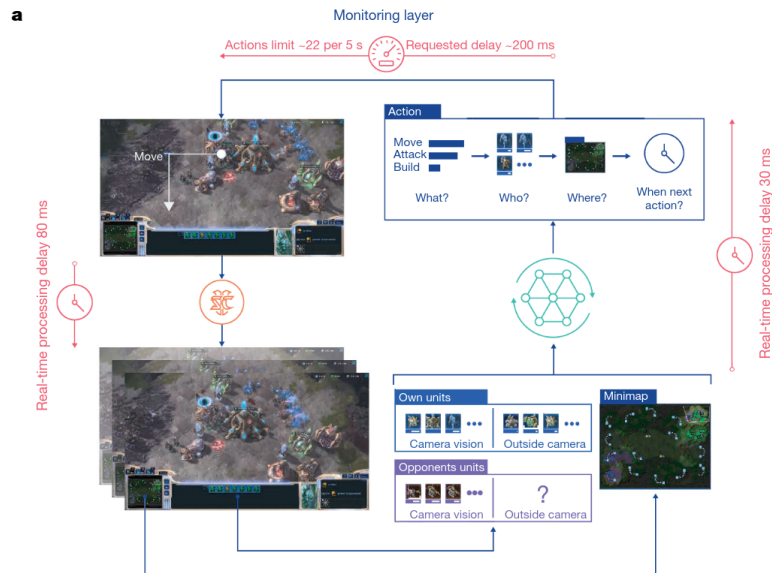 a
Monitoring layer
Actions limit ~22 per 5 s
Requested delay ~200 ms
Real-time processing delay 80 ms
Move
Action
Move
Attack
Build
What?
Who?
Where?
When next
action?
Real-time processing delay 30 ms
Own units
Camera vision
Outside camera
Opponents units
Camera vision
?
Outside camera
Minimap